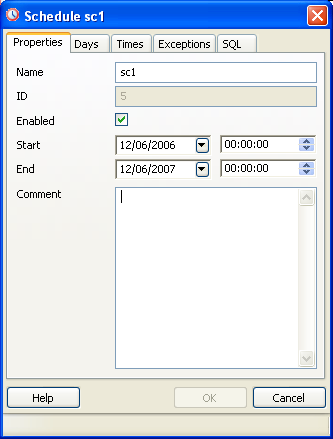 Schedule sc1
Properties Days Times Exceptions SQL
Name sc1
ID 5
Enabled
Start 12/06/2006 00:00:00
End 12/06/2007 00:00:00
Comment
Help OK Cancel